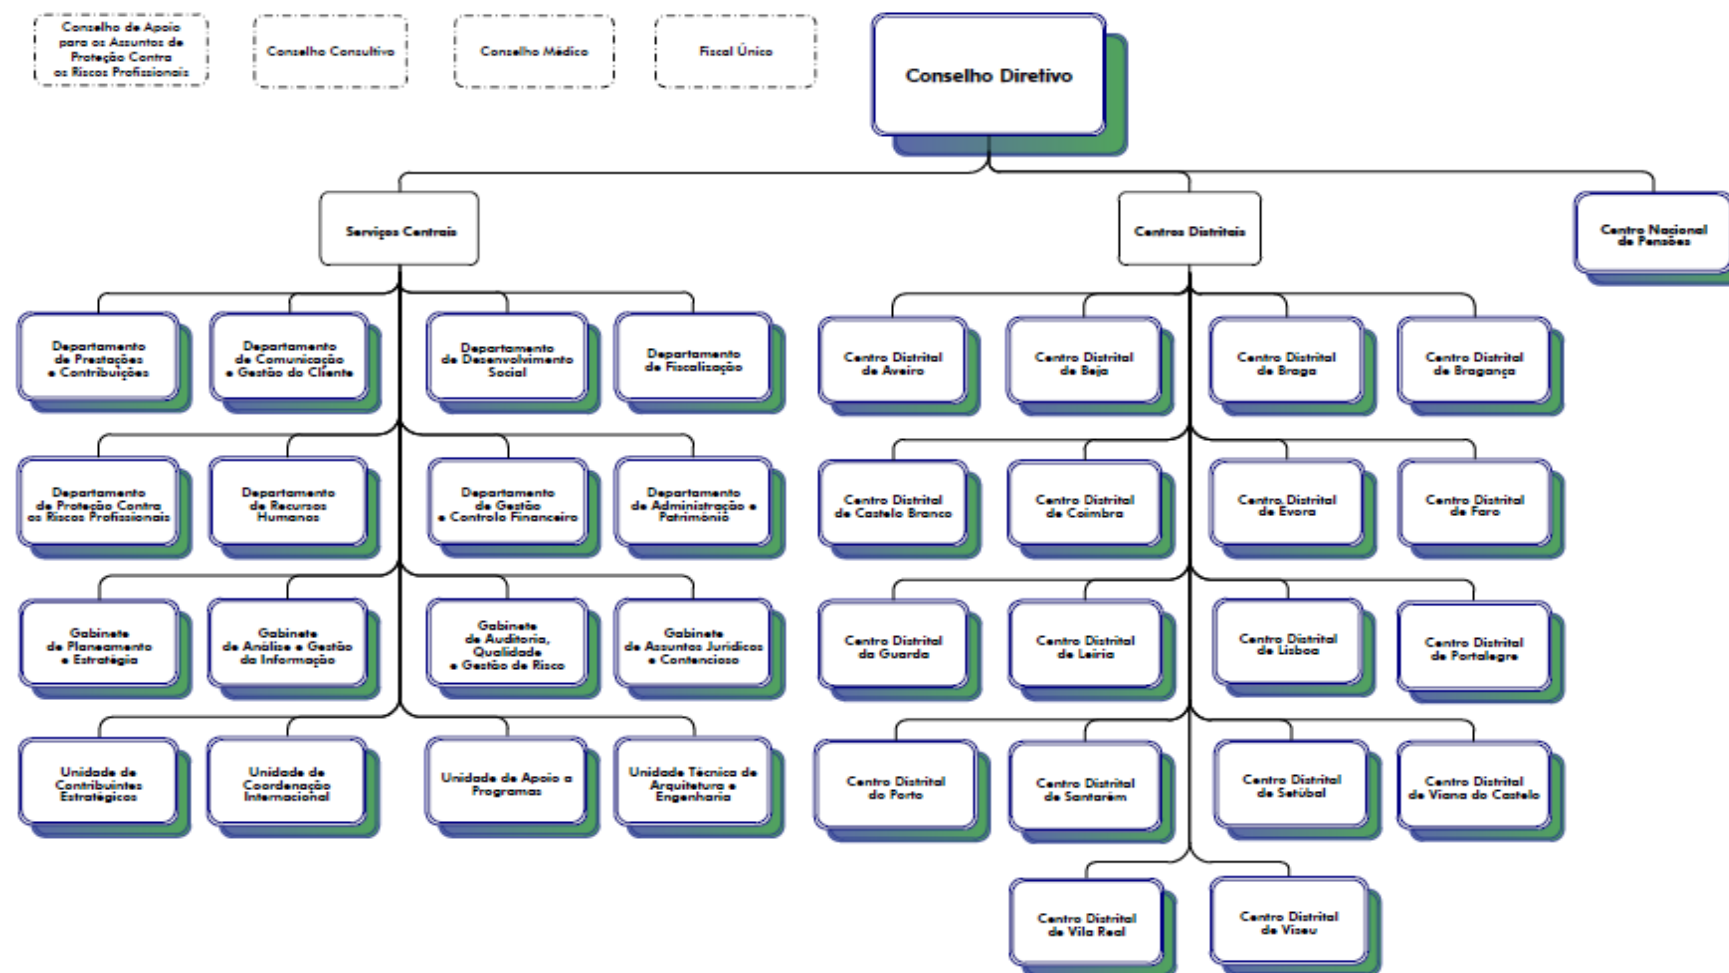 Conselho de Apoio
para os Assuntos de
Proteção Contra
os Riscos Profissionais
Conselho Consultivo
Conselho Médico
Fiscal Único
Conselho Diretivo
Serviços Centrais
Centros Distritais
Centro Nacional
de Pensões
Departamento
de Prestações
e Contribuições
Departamento
de Comunicação
e Gestão do Cliente
Departamento
de Desenvolvimento
Social
Departamento
de Fiscalização
Centro Distrital
de Aveiro
Centro Distrital
de Beja
Centro Distrital
de Braga
Centro Distrital
de Bragança
Departamento
de Proteção Contra
os Riscos Profissionais
Departamento
de Recursos
Humanos
Departamento
de Gestão
e Controlo Financeiro
Departamento
de Administração e
Património
Centro Distrital
de Castelo Branco
Centro Distrital
de Coimbra
Centro Distrital
de Évora
Centro Distrital
de Faro
Gabinete
de Planeamento
e Estratégia
Gabinete
de Análise e Gestão
da Informação
Gabinete
de Auditoria,
Qualidade
e Gestão de Risco
Gabinete
de Assuntos Jurídicos
e Contencioso
Centro Distrital
da Guarda
Centro Distrital
de Leiria
Centro Distrital
de Lisboa
Centro Distrital
de Portalegre
Unidade de
Contribuintes
Estratégicos
Unidade de
Coordenação
Internacional
Unidade de Apoio a
Programas
Unidade Técnica de
Arquitetura e
Engenharia
Centro Distrital
do Porto
Centro Distrital
de Santarém
Centro Distrital
de Setúbal
Centro Distrital
de Viana do Castelo
Centro Distrital
de Vila Real
Centro Distrital
de Viseu